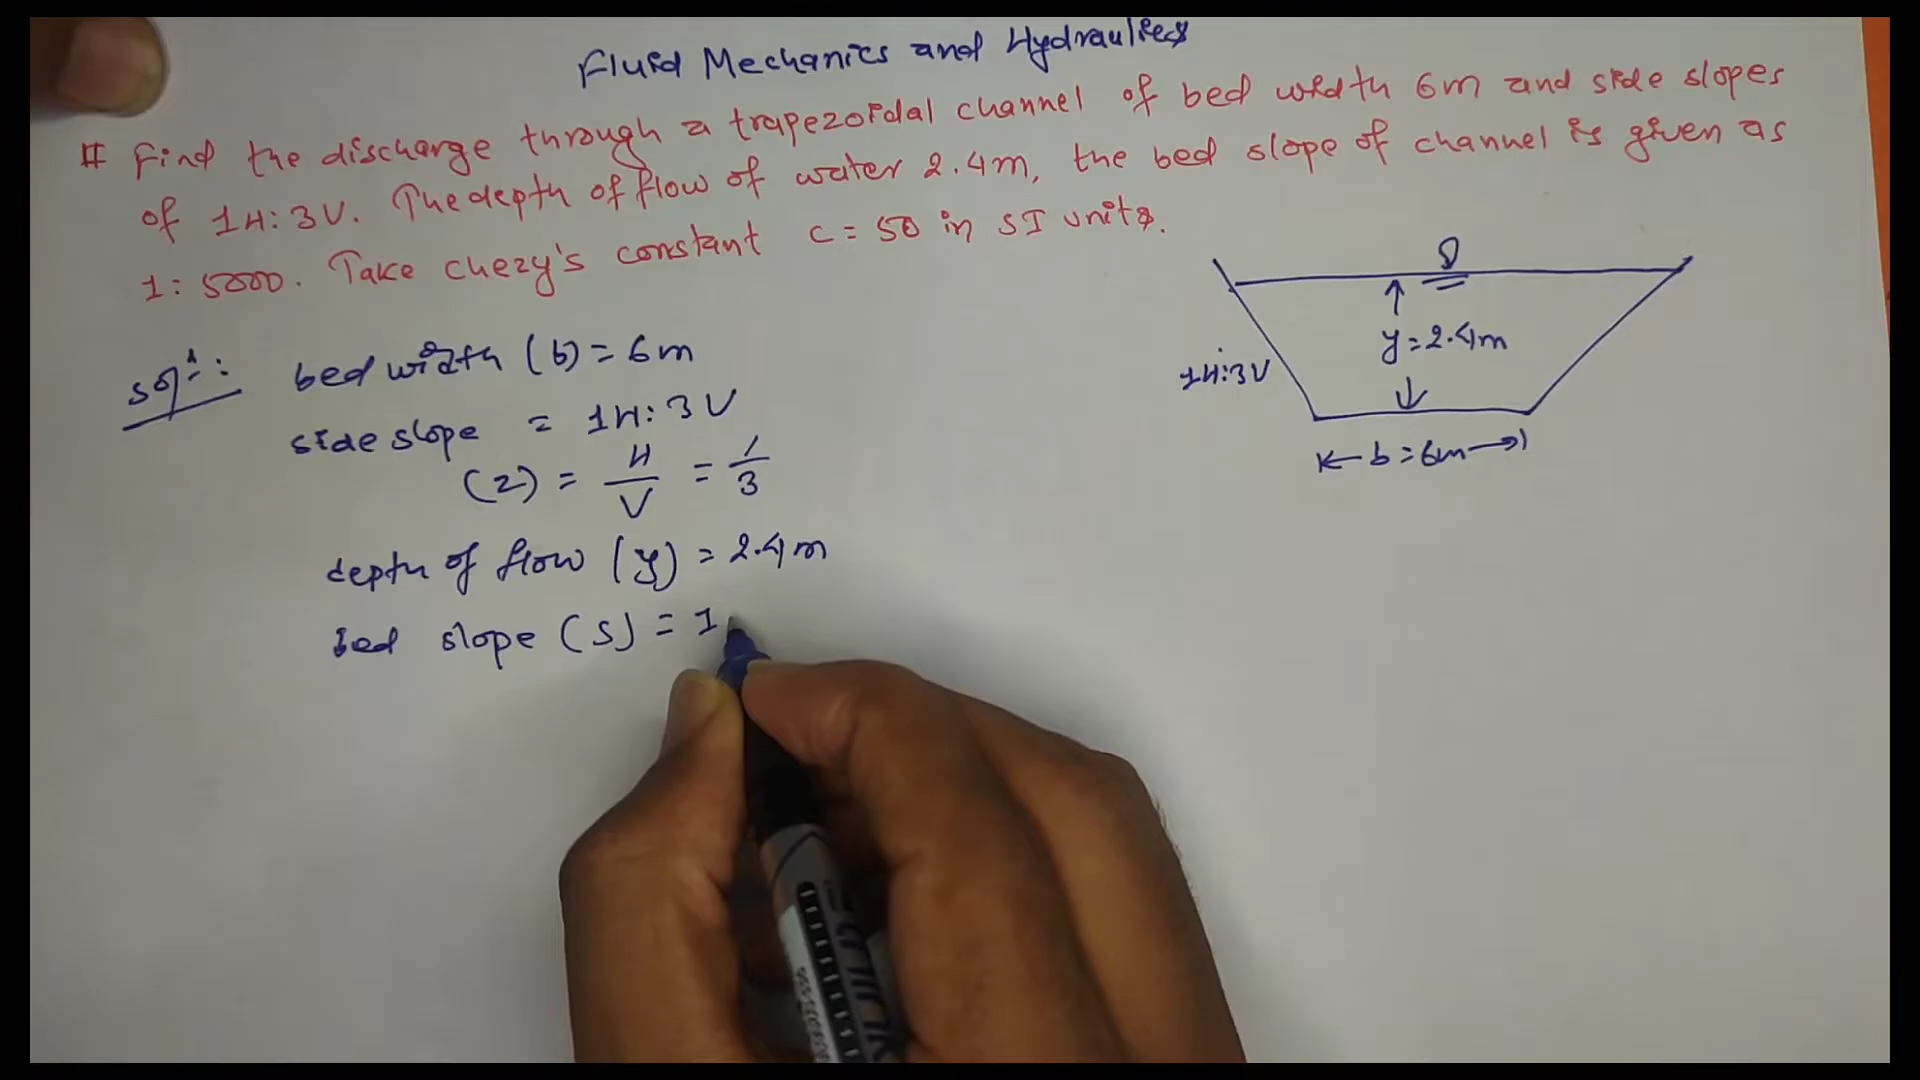 Fluid Mechanics and Hydraulics
# Find the discharge through a trapezoidal channel of bed width 6m and side slopes
of 1H:3V. The depth of flow of water 2.4m, the bed slope of channel is given as
1:5000. Take chezy's constant c=50 in SI units.
y=2.4m
1H:3V
b=6m
solⁿ:
bed width (b)=6m
side slope = 1H:3V
(z) = H/V = 1/3
depth of flow (y) = 2.4m
bed slope (S) = 1